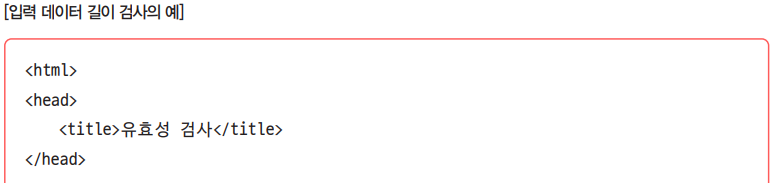 [입력 데이터 길이 검사의 예]
<html>
<head>
<title>유효성 검사</title>
</head>